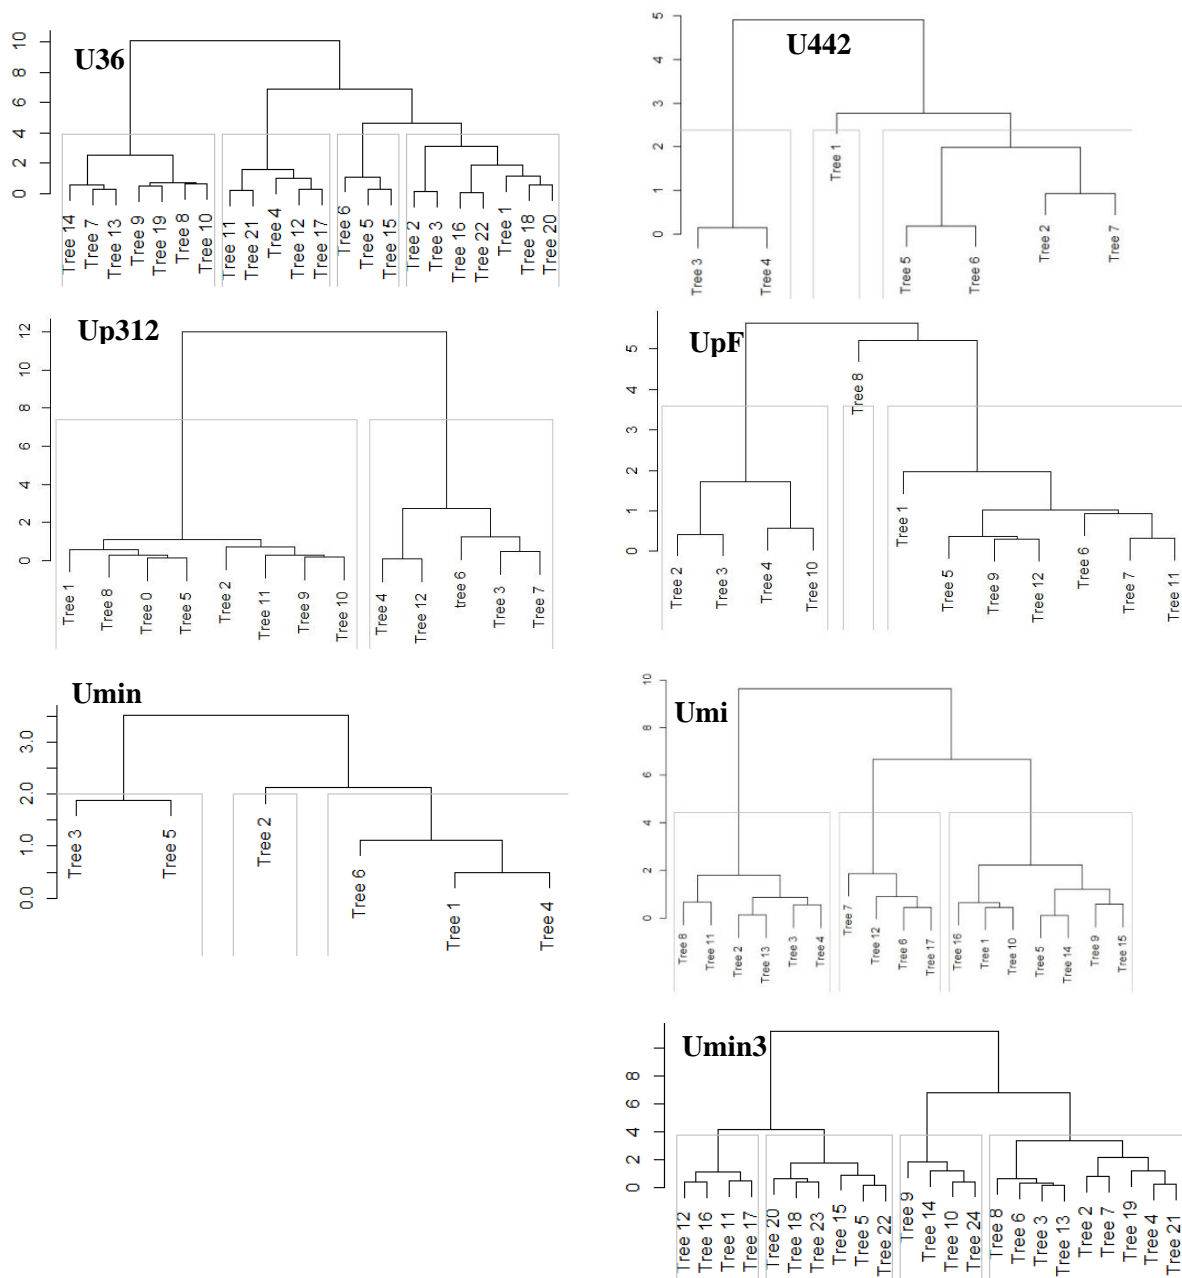 U36
10
8
6
4
2
0
Tree 14
Tree 7
Tree 13
Tree 9
Tree 19
Tree 8
Tree 10
Tree 11
Tree 21
Tree 4
Tree 12
Tree 17
Tree 6
Tree 5
Tree 15
Tree 2
Tree 3
Tree 16
Tree 22
Tree 1
Tree 18
Tree 20
U442
5
4
3
2
1
0
Tree 3
Tree 4
Tree 1
Tree 5
Tree 6
Tree 2
Tree 7
Up312
12
10
8
6
4
2
0
Tree 1
Tree 8
Tree 0
Tree 5
Tree 2
Tree 11
Tree 9
Tree 10
Tree 4
Tree 12
tree 6
Tree 3
Tree 7
UpF
5
4
3
2
1
0
Tree 2
Tree 3
Tree 4
Tree 10
Tree 8
Tree 1
Tree 5
Tree 9
Tree 12
Tree 6
Tree 7
Tree 11
Umin
3.0
2.0
1.0
0.0
Tree 3
Tree 5
Tree 2
Tree 6
Tree 1
Tree 4
Umi
10
8
6
4
2
0
Tree 8
Tree 11
Tree 2
Tree 13
Tree 3
Tree 4
Tree 7
Tree 12
Tree 6
Tree 17
Tree 16
Tree 1
Tree 10
Tree 5
Tree 14
Tree 9
Tree 15
Umin3
8
6
4
2
0
Tree 12
Tree 16
Tree 11
Tree 17
Tree 20
Tree 18
Tree 23
Tree 15
Tree 5
Tree 22
Tree 9
Tree 14
Tree 10
Tree 24
Tree 8
Tree 6
Tree 3
Tree 13
Tree 2
Tree 7
Tree 19
Tree 4
Tree 21